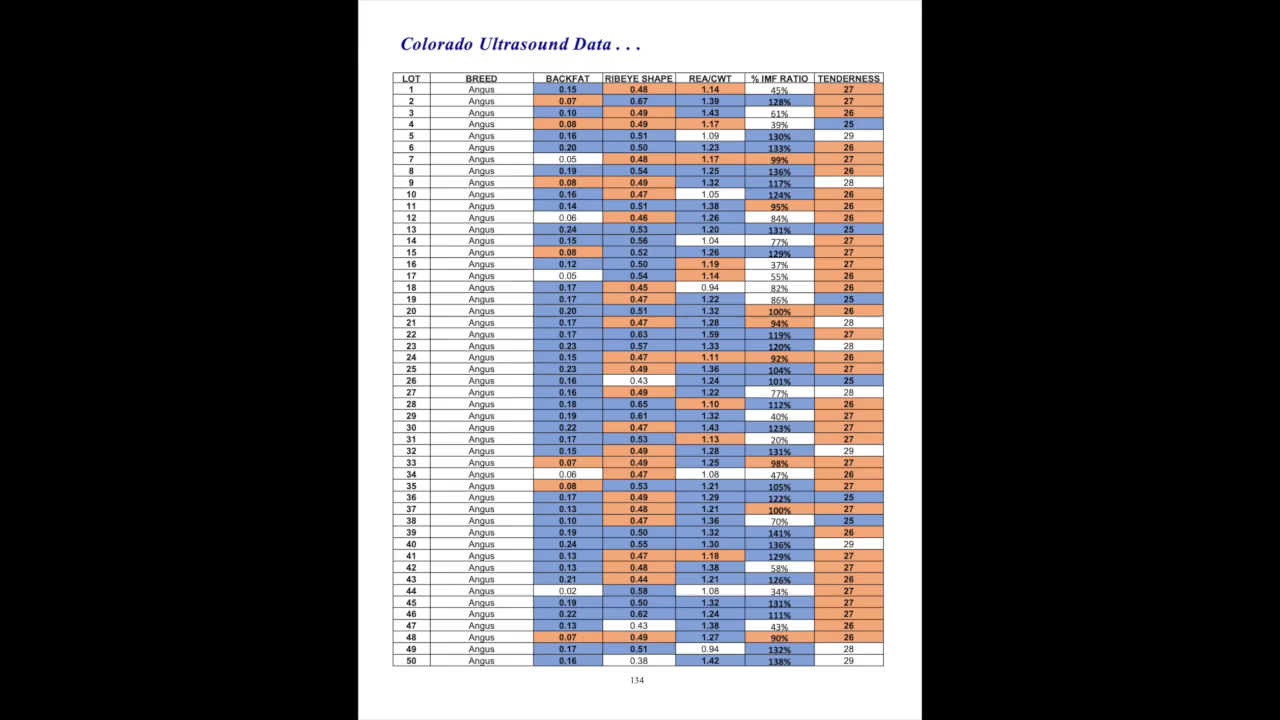 Colorado Ultrasound Data . . .
LOT BREED BACKFAT RIBEYE SHAPE REA/CWT % IMF RATIO TENDERNESS
1 Angus 0.15 0.48 1.14 45% 27
2 Angus 0.07 0.67 1.39 128% 27
3 Angus 0.10 0.49 1.43 61% 26
4 Angus 0.08 0.49 1.17 39% 25
5 Angus 0.16 0.51 1.09 130% 29
6 Angus 0.20 0.50 1.23 133% 26
7 Angus 0.05 0.48 1.17 99% 27
8 Angus 0.19 0.54 1.25 136% 26
9 Angus 0.08 0.49 1.32 117% 28
10 Angus 0.16 0.47 1.05 124% 26
11 Angus 0.14 0.51 1.38 95% 26
12 Angus 0.06 0.46 1.26 84% 26
13 Angus 0.24 0.53 1.20 131% 25
14 Angus 0.15 0.56 1.04 77% 27
15 Angus 0.08 0.52 1.26 129% 27
16 Angus 0.12 0.50 1.19 37% 27
17 Angus 0.05 0.54 1.14 55% 26
18 Angus 0.17 0.45 0.94 82% 26
19 Angus 0.17 0.47 1.22 86% 25
20 Angus 0.20 0.51 1.32 100% 26
21 Angus 0.17 0.47 1.28 94% 28
22 Angus 0.17 0.63 1.59 119% 27
23 Angus 0.23 0.57 1.33 120% 28
24 Angus 0.15 0.47 1.11 92% 26
25 Angus 0.23 0.49 1.36 104% 27
26 Angus 0.16 0.43 1.24 101% 25
27 Angus 0.16 0.49 1.22 77% 28
28 Angus 0.18 0.65 1.10 112% 26
29 Angus 0.19 0.61 1.32 40% 27
30 Angus 0.22 0.47 1.43 123% 27
31 Angus 0.17 0.53 1.13 20% 27
32 Angus 0.15 0.49 1.28 131% 29
33 Angus 0.07 0.49 1.25 98% 27
34 Angus 0.06 0.47 1.08 47% 26
35 Angus 0.08 0.53 1.21 105% 27
36 Angus 0.17 0.49 1.29 122% 25
37 Angus 0.13 0.48 1.21 100% 27
38 Angus 0.10 0.47 1.36 70% 25
39 Angus 0.19 0.50 1.32 141% 26
40 Angus 0.24 0.55 1.30 136% 29
41 Angus 0.13 0.47 1.18 129% 27
42 Angus 0.13 0.48 1.38 58% 27
43 Angus 0.21 0.44 1.21 126% 26
44 Angus 0.02 0.58 1.08 34% 27
45 Angus 0.19 0.50 1.32 131% 27
46 Angus 0.22 0.62 1.24 111% 27
47 Angus 0.13 0.43 1.38 43% 26
48 Angus 0.07 0.49 1.27 90% 26
49 Angus 0.17 0.51 0.94 132% 28
50 Angus 0.16 0.38 1.42 138% 29
134